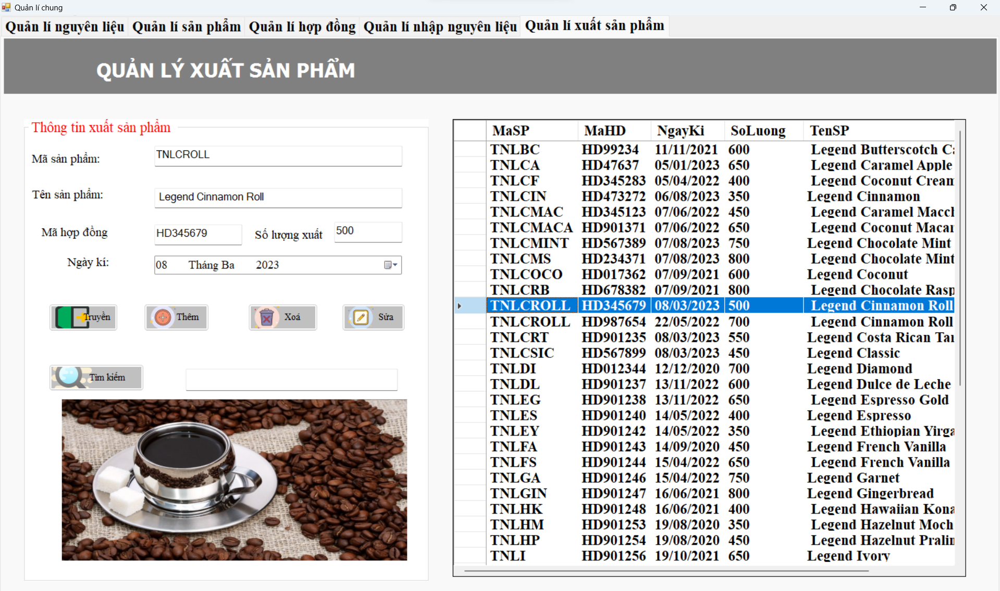 Quản lí chung
Quản lí nguyên liệu Quản lí sản phẩm Quản lí hợp đồng Quản lí nhập nguyên liệu Quản lí xuất sản phẩm
QUẢN LÝ XUẤT SẢN PHẨM
Thông tin xuất sản phẩm
Mã sản phẩm: TNLCROLL
Tên sản phẩm: Legend Cinnamon Roll
Mã hợp đồng HD345679 Số lượng xuất 500
Ngày kí: 08 Tháng Ba 2023
Truyền Thêm Xoá Sửa
Tìm kiếm
MaSP MaHD NgayKi SoLuong TenSP
TNLBC HD99234 11/11/2021 600 Legend Butterscotch
TNLCA HD47637 05/01/2023 650 Legend Caramel Apple
TNLCF HD345283 05/04/2022 400 Legend Coconut Cream
TNLCIN HD473272 06/08/2023 350 Legend Cinnamon
TNLCMAC HD345123 07/06/2022 450 Legend Caramel
TNLCMACA HD901371 07/06/2022 650 Legend Coconut
TNLCMINT HD567389 07/08/2023 750 Legend Chocolate Mint
TNLCMS HD234371 07/08/2023 800 Legend Chocolate Mint
TNLCOCO HD017362 07/09/2021 600 Legend Coconut
TNLCRB HD678382 07/09/2021 800 Legend Chocolate Rasp
TNLCROLL HD345679 08/03/2023 500 Legend Cinnamon Roll
TNLCROLL HD987654 22/05/2022 700 Legend Cinnamon Roll
TNLCRT HD901235 08/03/2023 550 Legend Costa Rican
TNLCSIC HD567899 08/03/2023 450 Legend Classic
TNLDI HD012344 12/12/2020 700 Legend Diamond
TNLDL HD901237 13/11/2022 600 Legend Dulce de Leche
TNLEG HD901238 13/11/2022 650 Legend Espresso Gold
TNLES HD901240 14/05/2022 400 Legend Espresso
TNLEY HD901242 14/05/2022 350 Legend Ethiopian Yirga
TNLFA HD901243 14/09/2020 450 Legend French Vanilla
TNLFS HD901244 15/04/2022 650 Legend French Vanilla
TNLGA HD901246 15/04/2022 750 Legend Garnet
TNLGIN HD901247 16/06/2021 800 Legend Gingerbread
TNLHK HD901248 16/06/2021 400 Legend Hawaiian Kona
TNLHM HD901253 19/08/2020 350 Legend Hazelnut Moch
TNLHP HD901254 19/08/2020 450 Legend Hazelnut Pralin
TNLI HD901256 19/10/2021 650 Legend Ivory